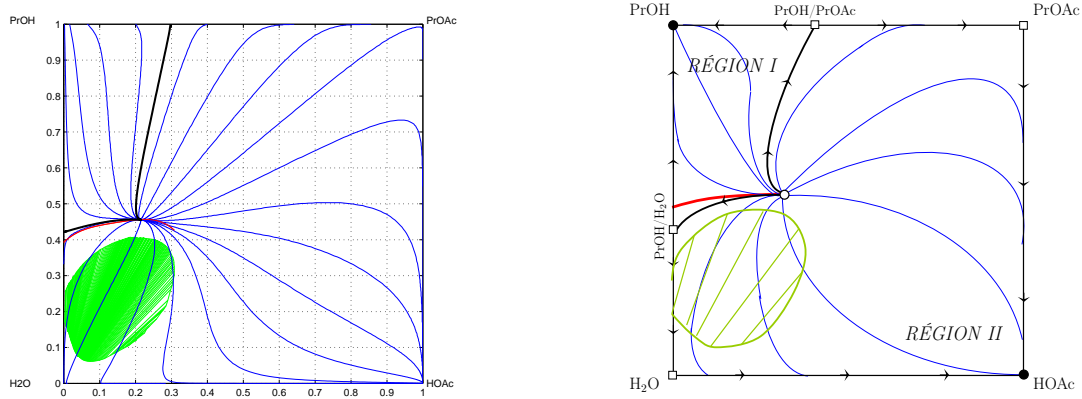 PrOH
PrOAc
1
0.9
0.8
0.7
0.6
0.5
0.4
0.3
0.2
0.1
0
H2O
0 0.1 0.2 0.3 0.4 0.5 0.6 0.7 0.8 0.9 1
HOAc
PrOH
PrOH/PrOAc
PrOAc
RÉGION I
PrOH/H₂O
RÉGION II
H₂O
HOAc